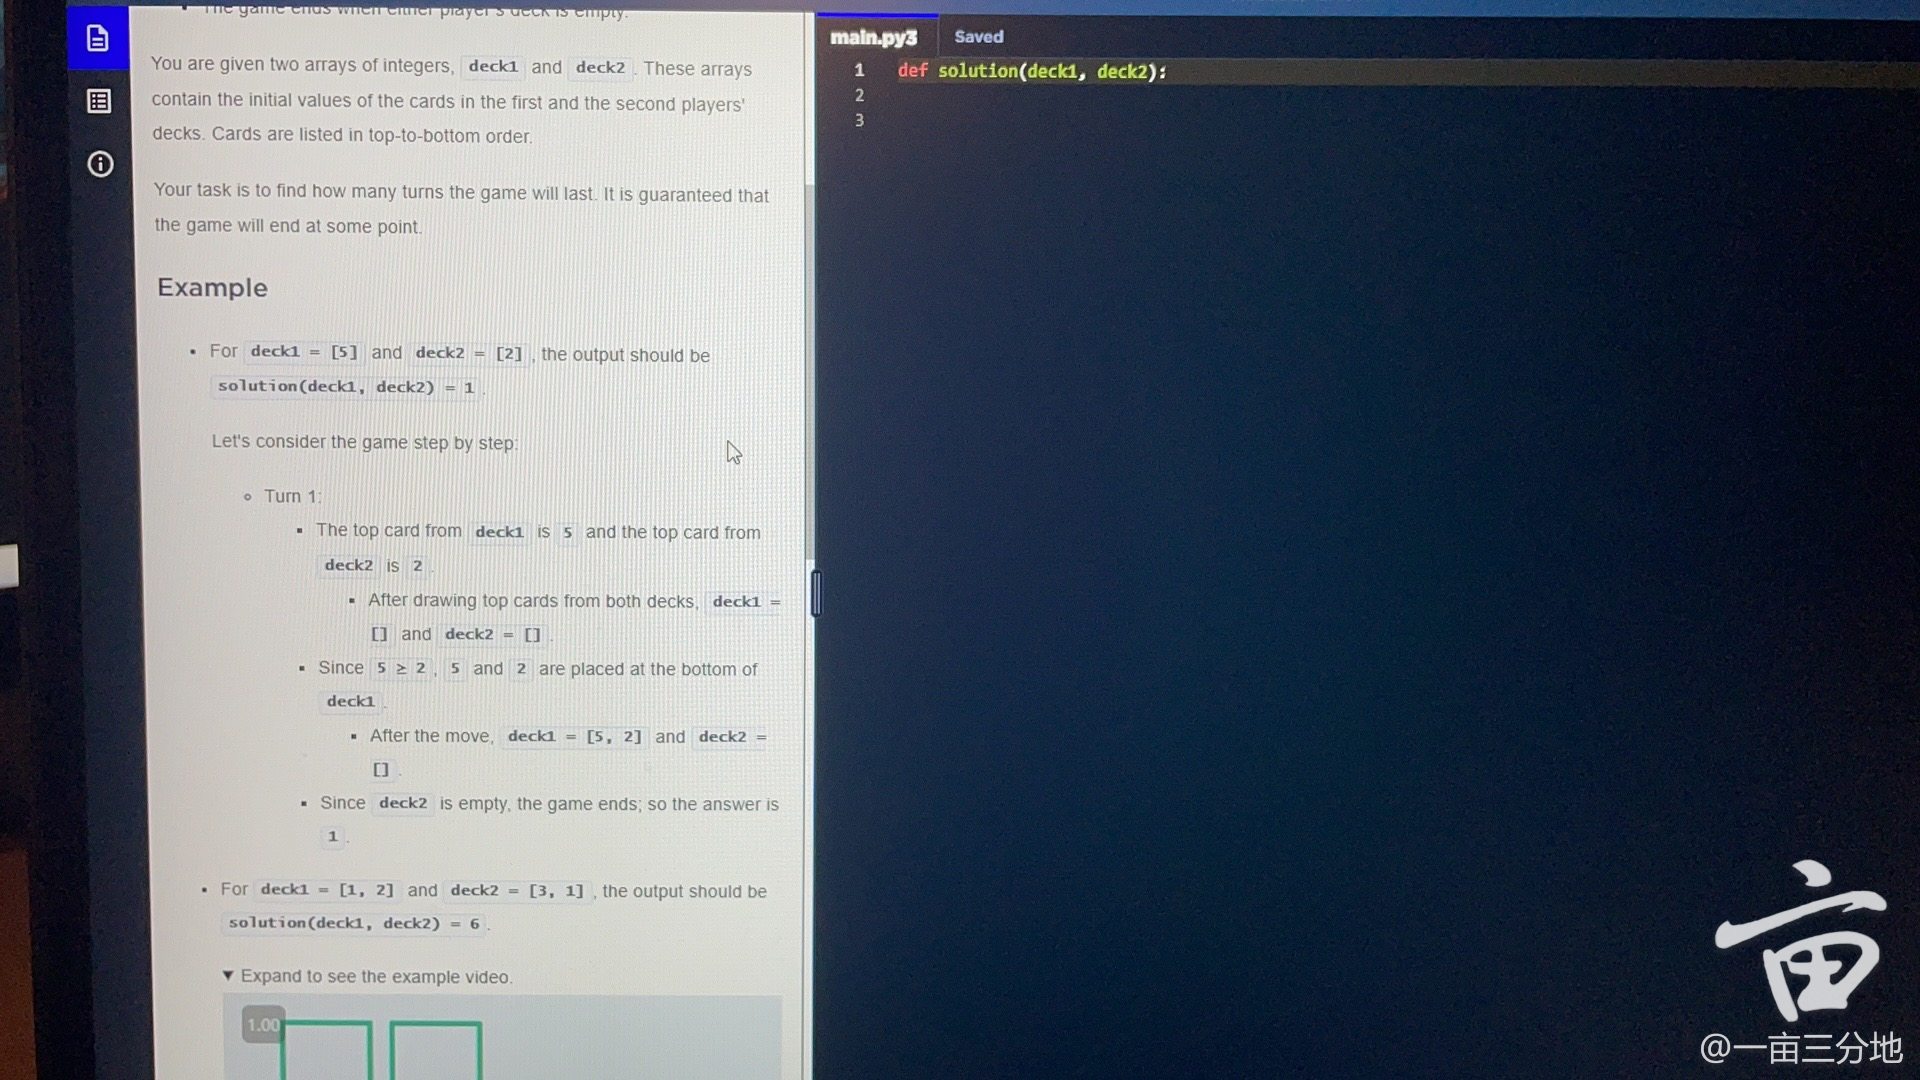 The game ends when either player's deck is empty.
You are given two arrays of integers, deck1 and deck2. These arrays
contain the initial values of the cards in the first and the second players'
decks. Cards are listed in top-to-bottom order.
Your task is to find how many turns the game will last. It is guaranteed that
the game will end at some point.
Example
• For deck1 = [5] and deck2 = [2], the output should be
solution(deck1, deck2) = 1.
Let's consider the game step by step:
Turn 1:
The top card from deck1 is 5 and the top card from
deck2 is 2.
After drawing top cards from both decks, deck1 =
[] and deck2 = [].
Since 5 ≥ 2, 5 and 2 are placed at the bottom of
deck1.
After the move, deck1 = [5, 2] and deck2 =
[].
Since deck2 is empty, the game ends; so the answer is
1.
• For deck1 = [1, 2] and deck2 = [3, 1], the output should be
solution(deck1, deck2) = 6.
▼ Expand to see the example video.
1.00
main.py3 Saved
1 def solution(deck1, deck2):
2
3
亩
@一亩三分地